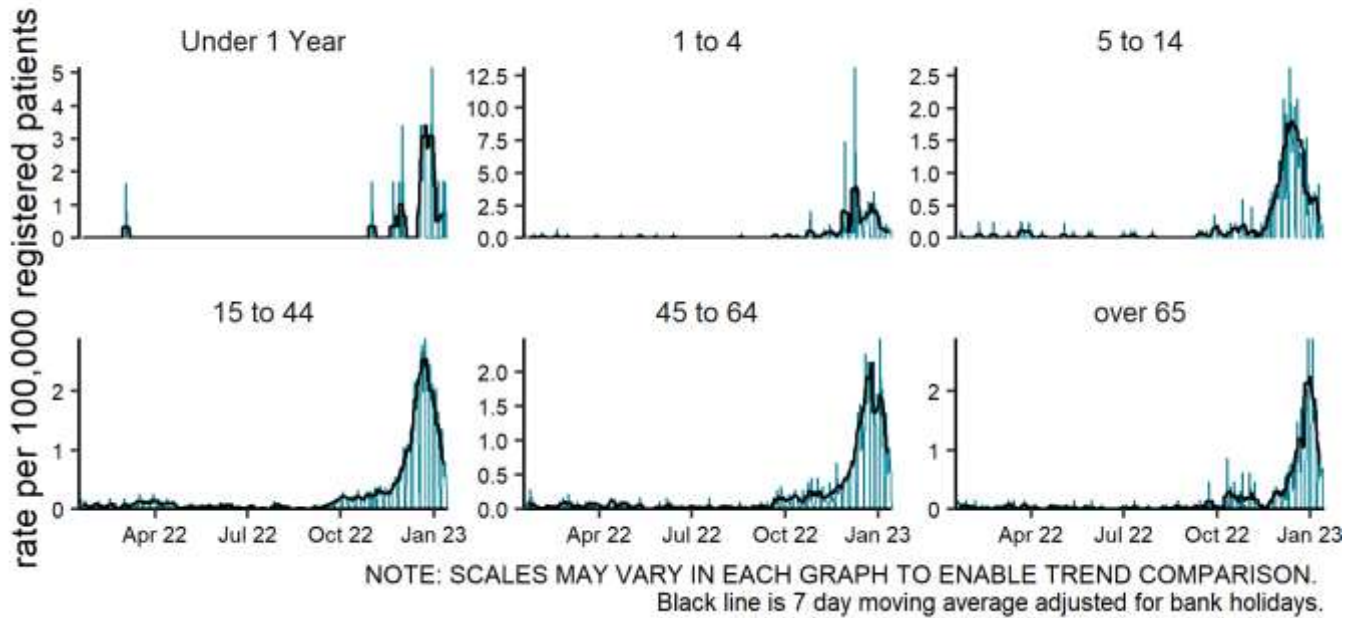 rate per 100,000 registered patients
Under 1 Year
5
4
3
2
1
0
1 to 4
12.5
10.0
7.5
5.0
2.5
0.0
5 to 14
2.5
2.0
1.5
1.0
0.5
0.0
15 to 44
2
1
0
Apr 22 Jul 22 Oct 22 Jan 23
45 to 64
2.0
1.5
1.0
0.5
0.0
Apr 22 Jul 22 Oct 22 Jan 23
over 65
2
1
0
Apr 22 Jul 22 Oct 22 Jan 23
NOTE: SCALES MAY VARY IN EACH GRAPH TO ENABLE TREND COMPARISON.
Black line is 7 day moving average adjusted for bank holidays.